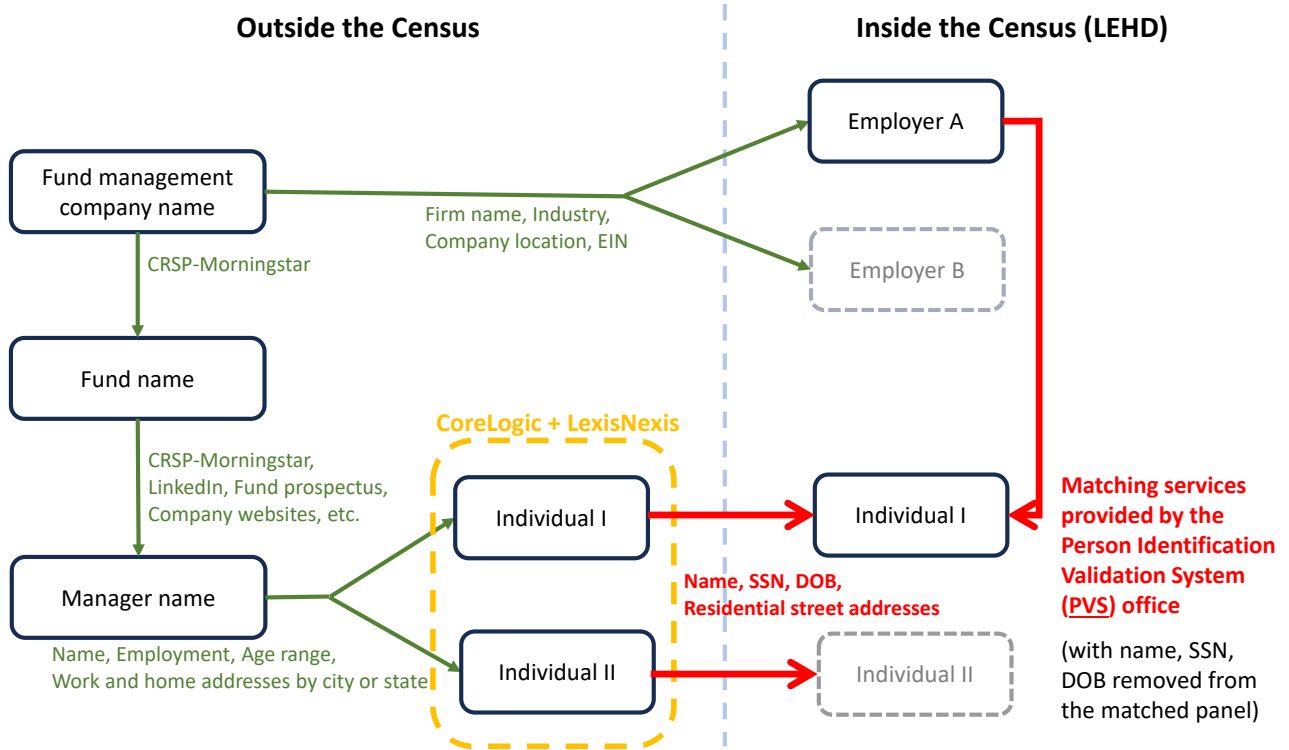 Outside the Census
Inside the Census (LEHD)
Employer A
Fund management
company name
Firm name, Industry,
Company location, EIN
Employer B
CRSP-Morningstar
Fund name
CoreLogic + LexisNexis
CRSP-Morningstar,
LinkedIn, Fund prospectus,
Company websites, etc.
Individual I
Individual I
Matching services
provided by the
Person Identification
Validation System
(PVS) office
Manager name
Name, SSN, DOB,
Residential street addresses
Name, Employment, Age range,
Work and home addresses by city or state
Individual II
Individual II
(with name, SSN,
DOB removed from
the matched panel)